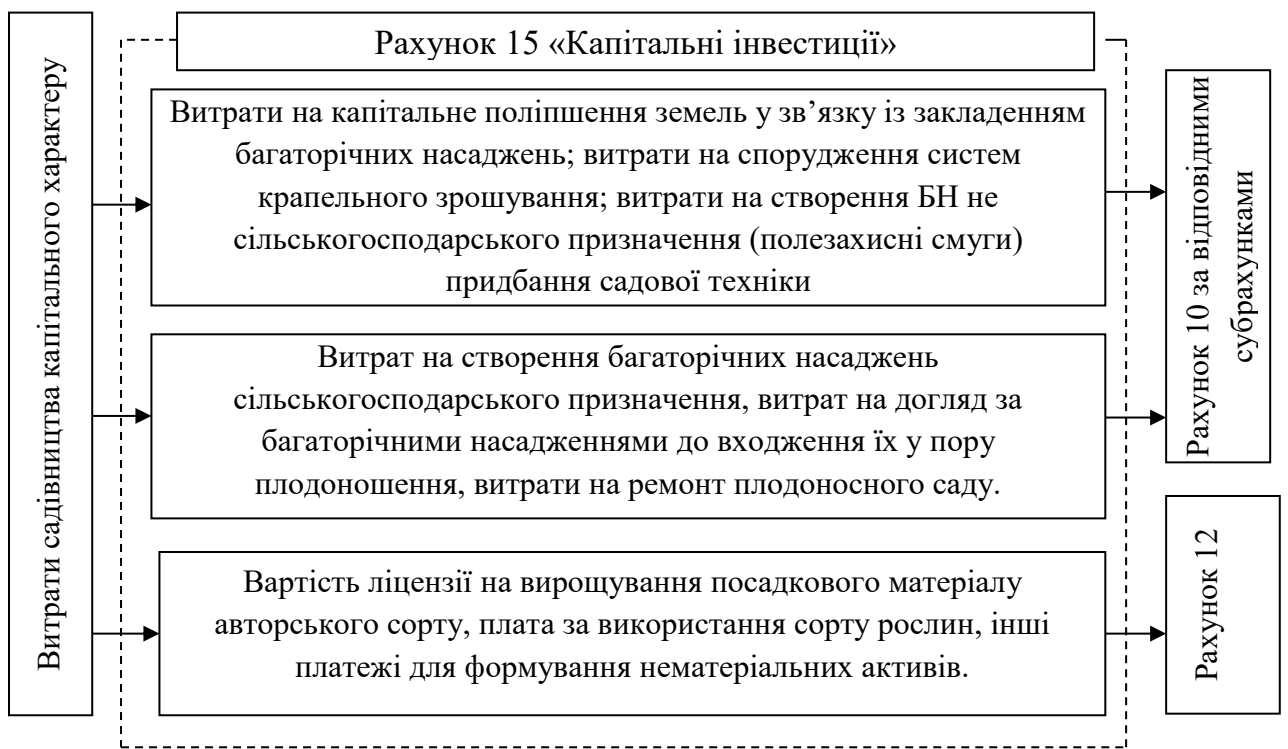 Витрати садівництва капітального характеру
Рахунок 15 «Капітальні інвестиції»
Витрати на капітальне поліпшення земель у зв’язку із закладенням
багаторічних насаджень; витрати на спорудження систем
крапельного зрошування; витрати на створення БН не
сільськогосподарського призначення (полезахисні смуги)
придбання садової техніки
Витрат на створення багаторічних насаджень
сільськогосподарського призначення, витрат на догляд за
багаторічними насадженнями до входження їх у пору
плодоношення, витрати на ремонт плодоносного саду.
Вартість ліцензії на вирощування посадкового матеріалу
авторського сорту, плата за використання сорту рослин, інші
платежі для формування нематеріальних активів.
Рахунок 10 за відповідними
субрахунками
Рахунок 12